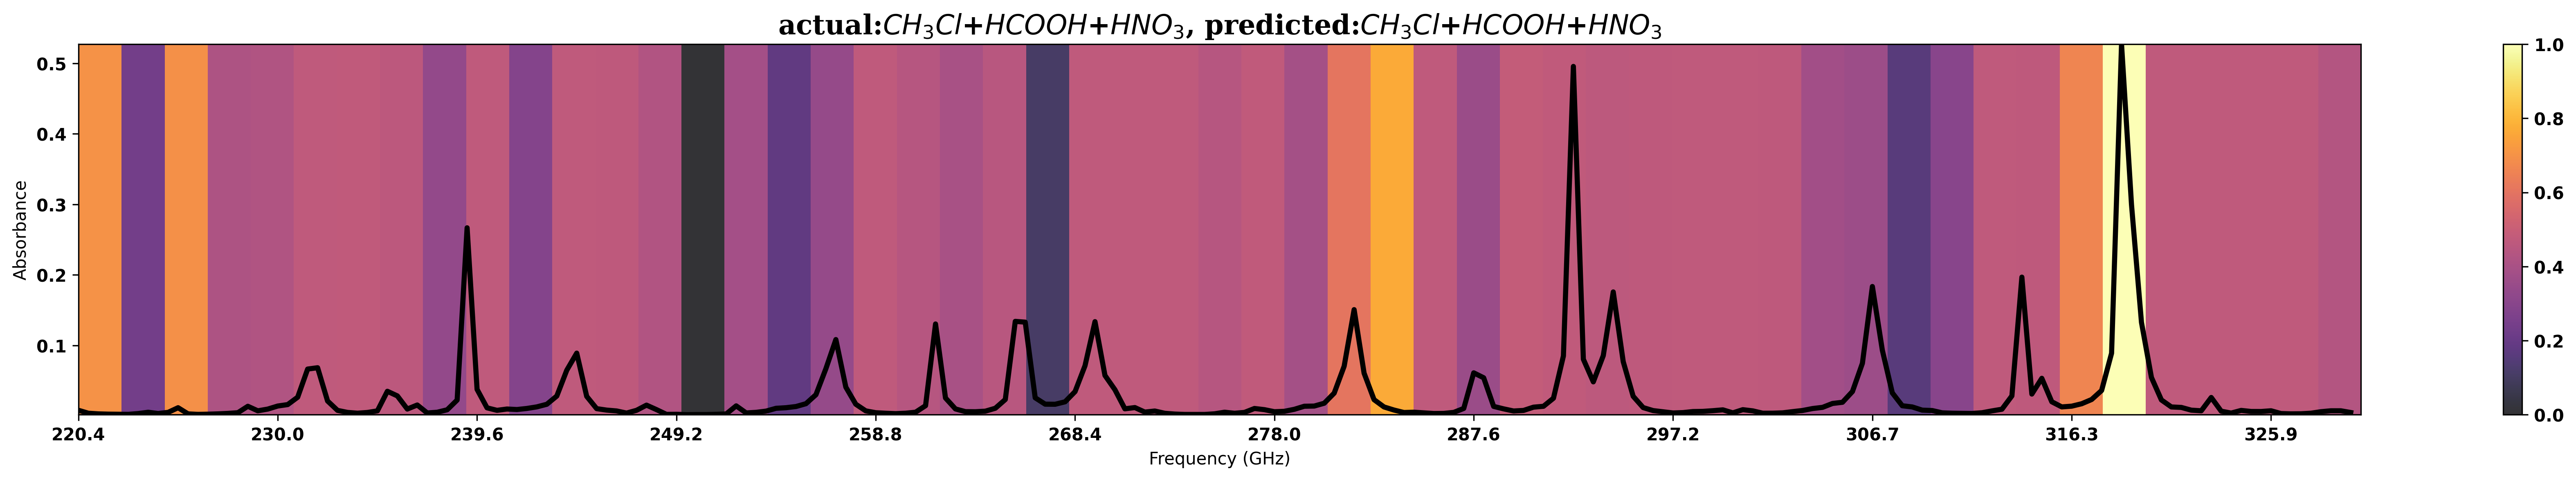 actual:CH₃Cl+HCOOH+HNO₃, predicted:CH₃Cl+HCOOH+HNO₃
0.5
0.4
0.3
0.2
0.1
Absorbance
220.4 230.0 239.6 249.2 258.8 268.4 278.0 287.6 297.2 306.7 316.3 325.9
Frequency (GHz)
1.0
0.8
0.6
0.4
0.2
0.0